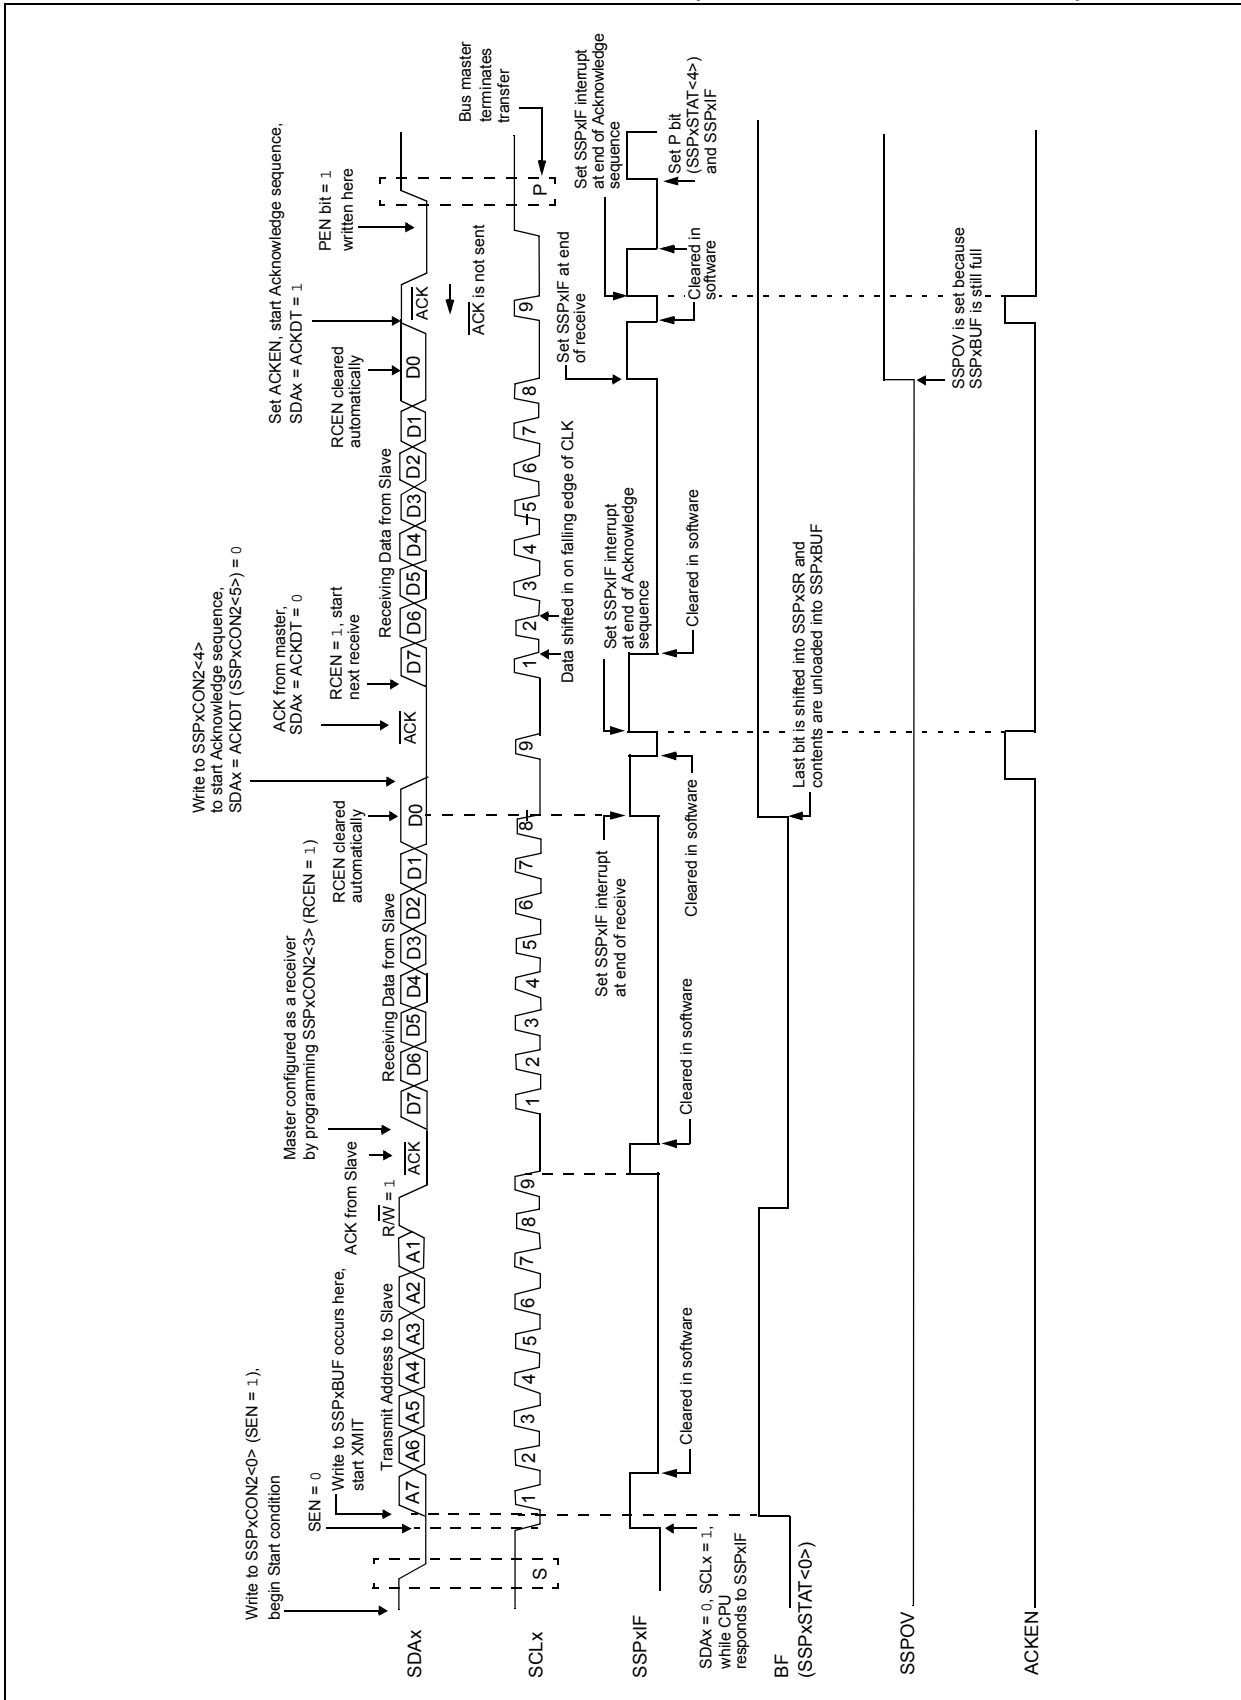 Write to SSPxCON2<0> (SEN = 1),
begin Start condition
SEN = 0
Write to SSPxBUF occurs here,
start XMIT
Transmit Address to Slave
R/W = 1
ACK from Slave
Master configured as a receiver
by programming SSPxCON2<3> (RCEN = 1)
Receiving Data from Slave
RCEN cleared
automatically
Write to SSPxCON2<4>
to start Acknowledge sequence,
SDAx = ACKDT (SSPxCON2<5>) = 0
ACK from master,
SDAx = ACKDT = 0
RCEN = 1, start
next receive
Receiving Data from Slave
RCEN cleared
automatically
Set ACKEN, start Acknowledge sequence,
SDAx = ACKDT = 1
PEN bit = 1
written here
SDAx
A7 A6 A5 A4 A3 A2 A1 ACK D7 D6 D5 D4 D3 D2 D1 D0 ACK D7 D6 D5 D4 D3 D2 D1 D0 ACK
ACK is not sent
Bus master
terminates
transfer
SCLx
S 1 2 3 4 5 6 7 8 9 1 2 3 4 5 6 7 8 9 1 2 3 4 5 6 7 8 9 P
Data shifted in on falling edge of CLK
Set SSPxIF interrupt
at end of receive
Set SSPxIF interrupt
at end of Acknowledge
sequence
Set SSPxIF at end
of receive
Set SSPxIF interrupt
at end of Acknowledge
sequence
SSPxIF
SDAx = 0, SCLx = 1,
while CPU
responds to SSPxIF
Cleared in software
Cleared in software
Cleared in software
Cleared in software
Cleared in
software
Set P bit
(SSPxSTAT<4>)
and SSPxIF
BF
(SSPxSTAT<0>)
Last bit is shifted into SSPxSR and
contents are unloaded into SSPxBUF
SSPOV
SSPOV is set because
SSPxBUF is still full
ACKEN